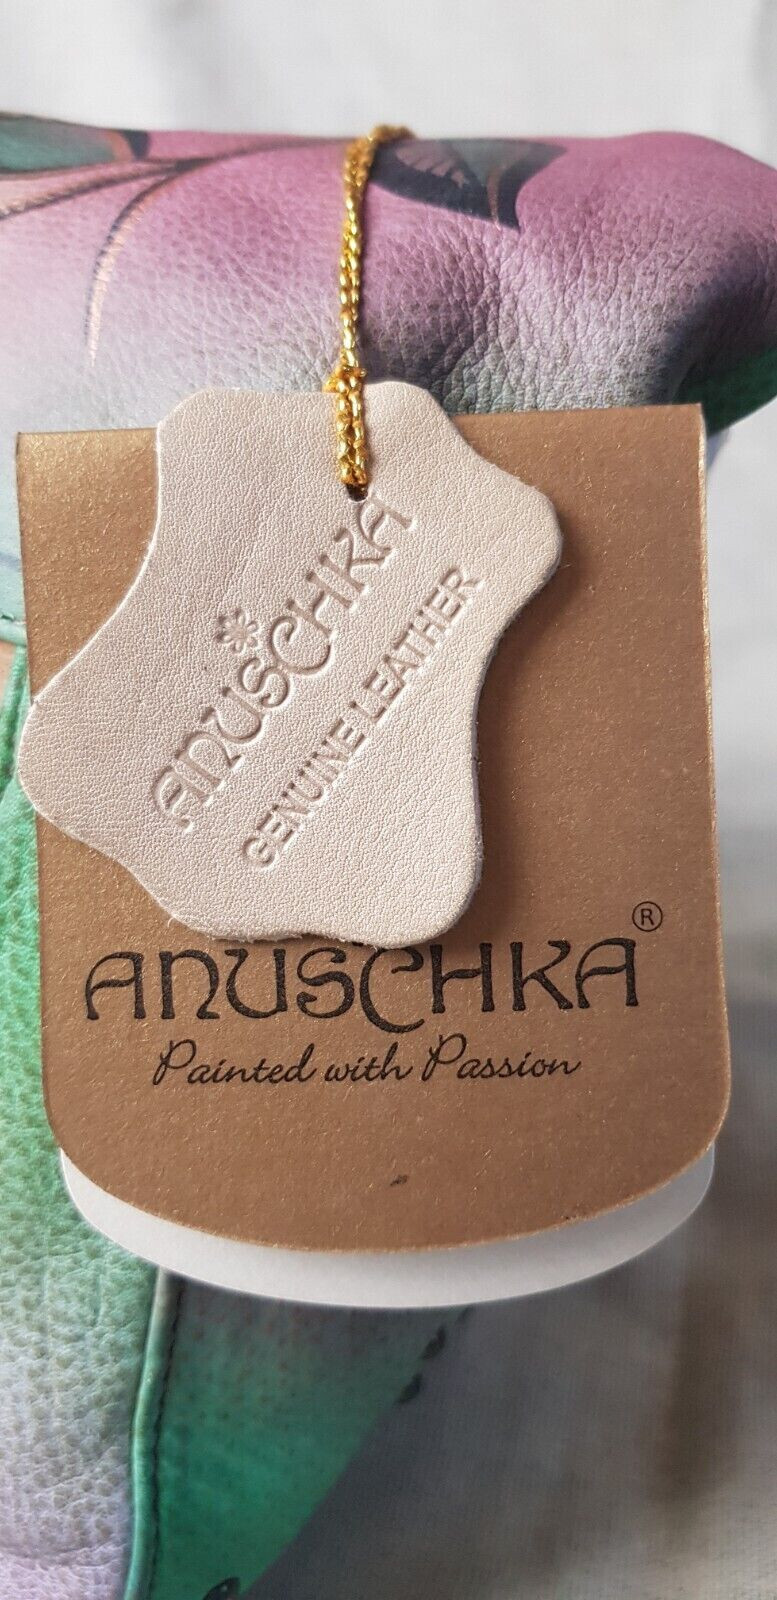 ANUSCHKA
GENUINE LEATHER
ANUSCHKA®
Painted with Passion